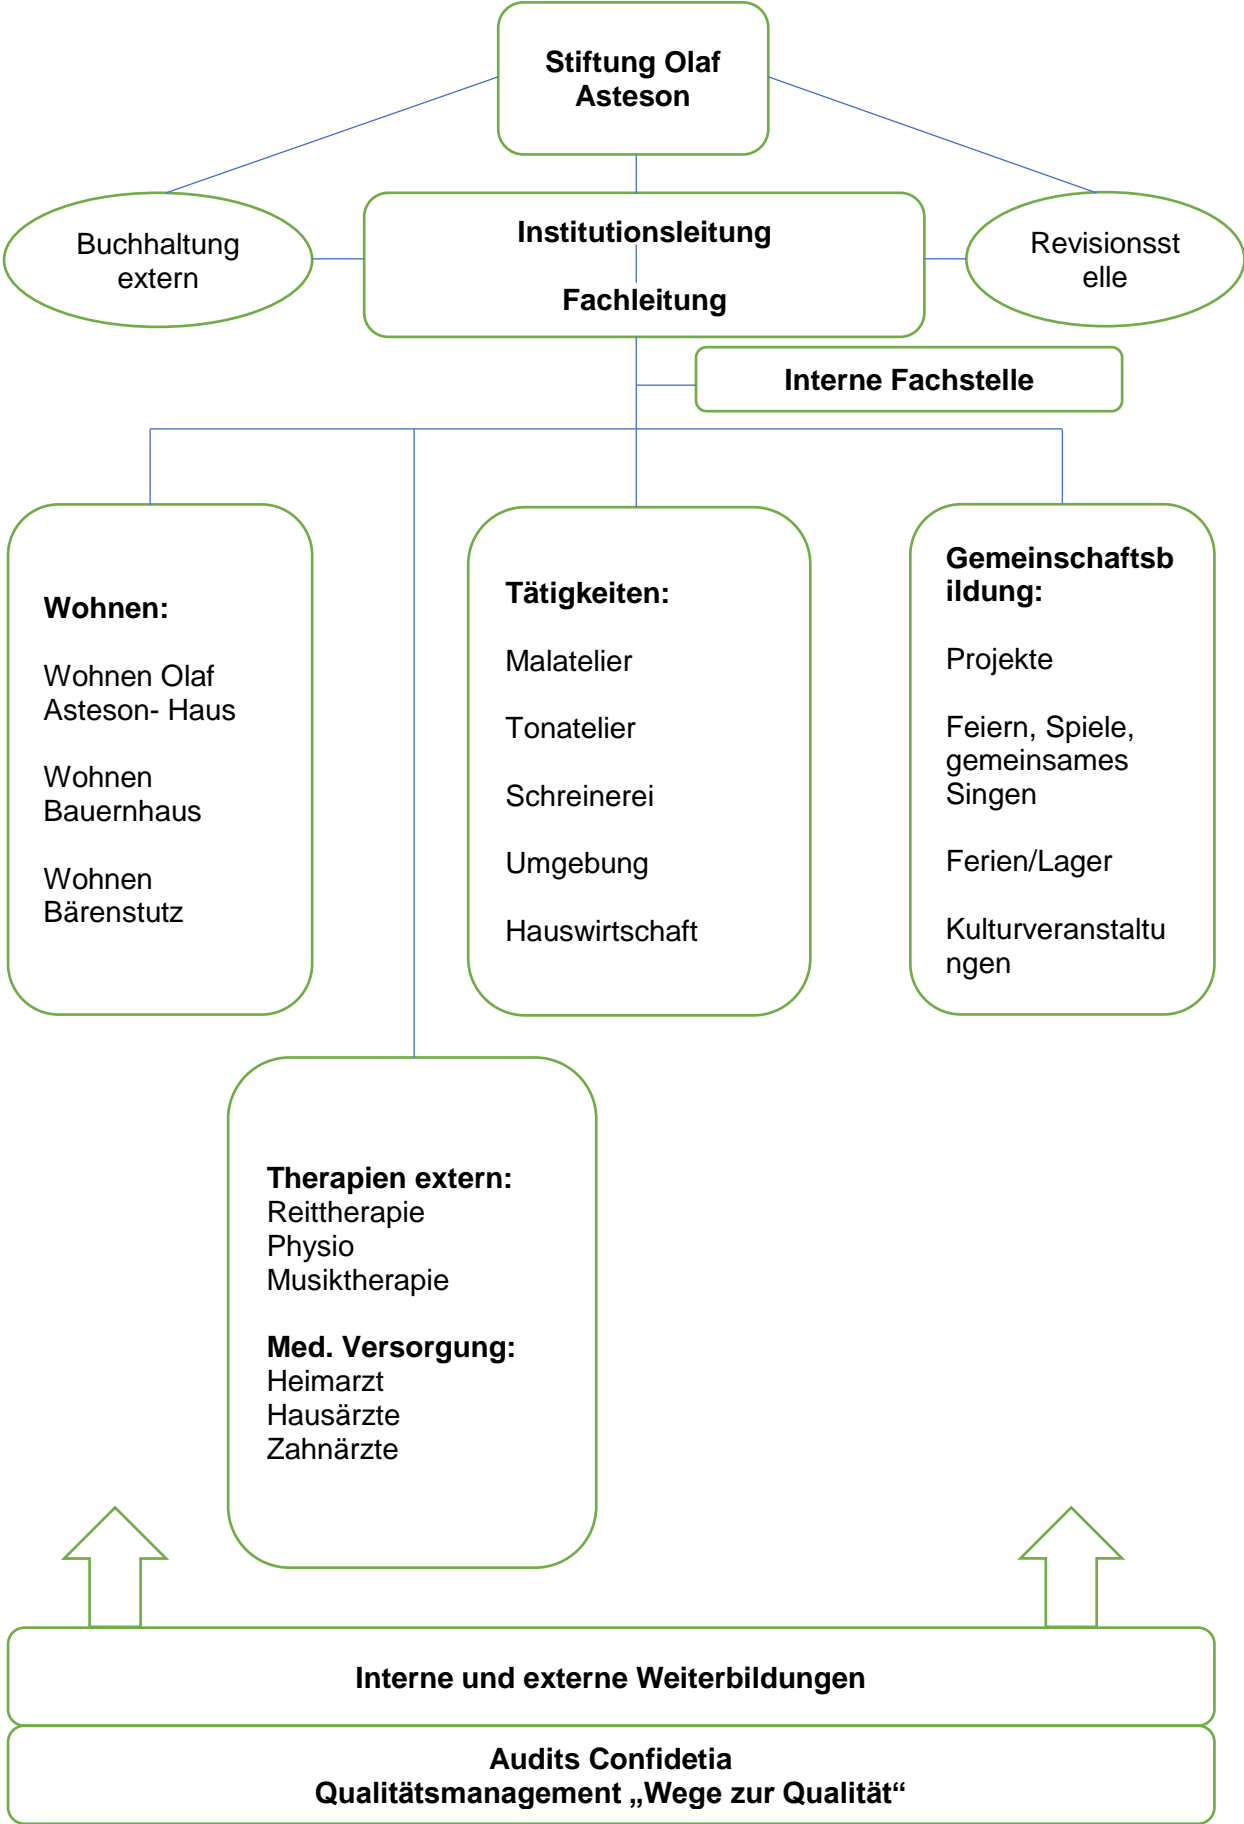 Stiftung Olaf
Asteson
Buchhaltung
extern
Institutionsleitung
Fachleitung
Revisionsst
elle
Interne Fachstelle
Wohnen:
Wohnen Olaf
Asteson- Haus
Wohnen
Bauernhaus
Wohnen
Bärenstutz
Tätigkeiten:
Malatelier
Tonatelier
Schreinerei
Umgebung
Hauswirtschaft
Gemeinschaftsb
ildung:
Projekte
Feiern, Spiele,
gemeinsames
Singen
Ferien/Lager
Kulturveranstaltu
ngen
Therapien extern:
Reittherapie
Physio
Musiktherapie
Med. Versorgung:
Heimarzt
Hausärzte
Zahnärzte
Interne und externe Weiterbildungen
Audits Confidetia
Qualitätsmanagement „Wege zur Qualität“